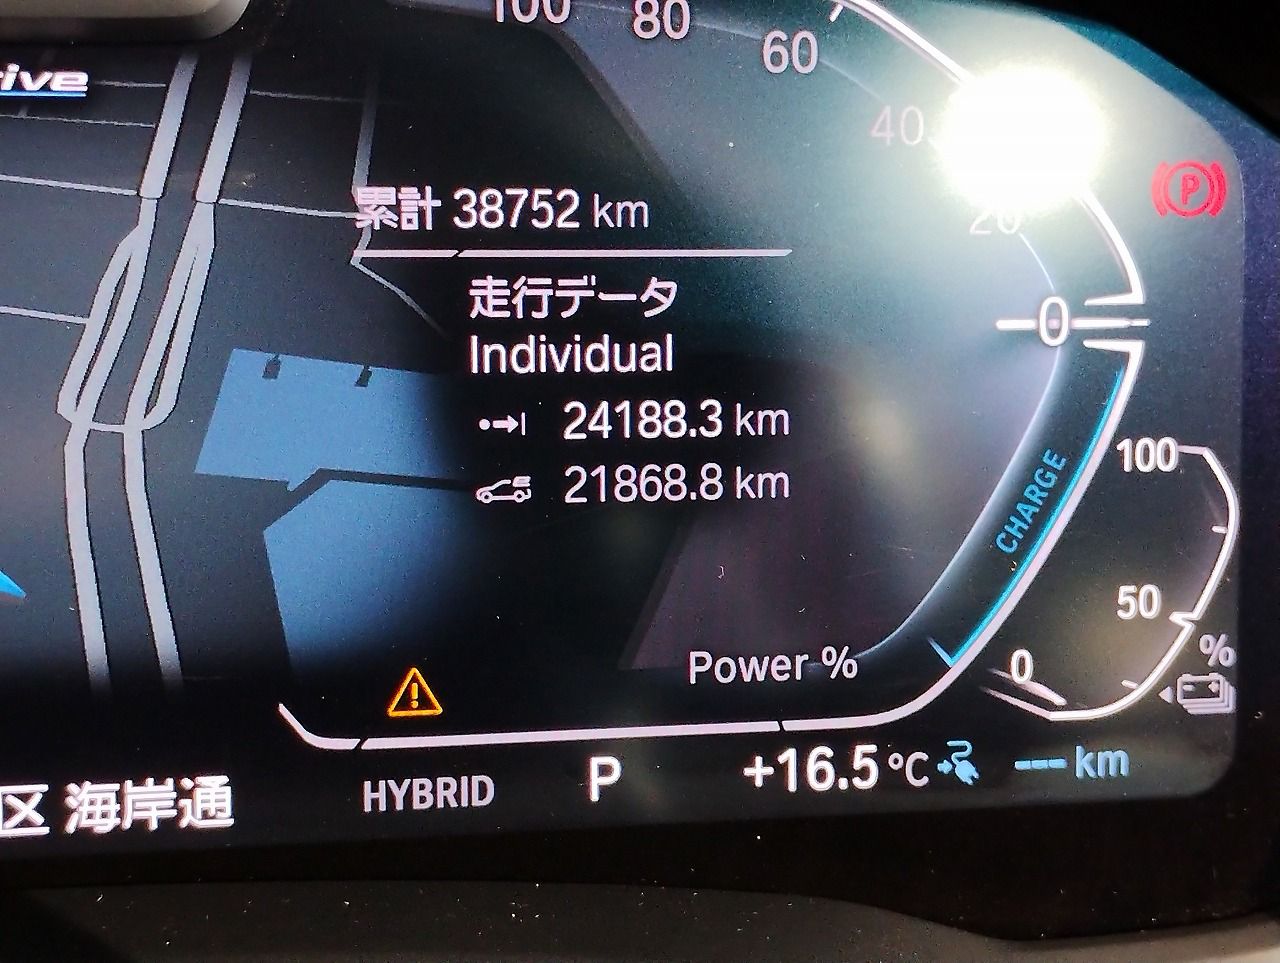 100
80
60
40
20
累計 38752 km
走行データ
Individual
24188.3 km
21868.8 km
0
CHARGE
100
50
0
%
Power %
P
HYBRID
P
+16.5 °C
--- km
区 海岸通